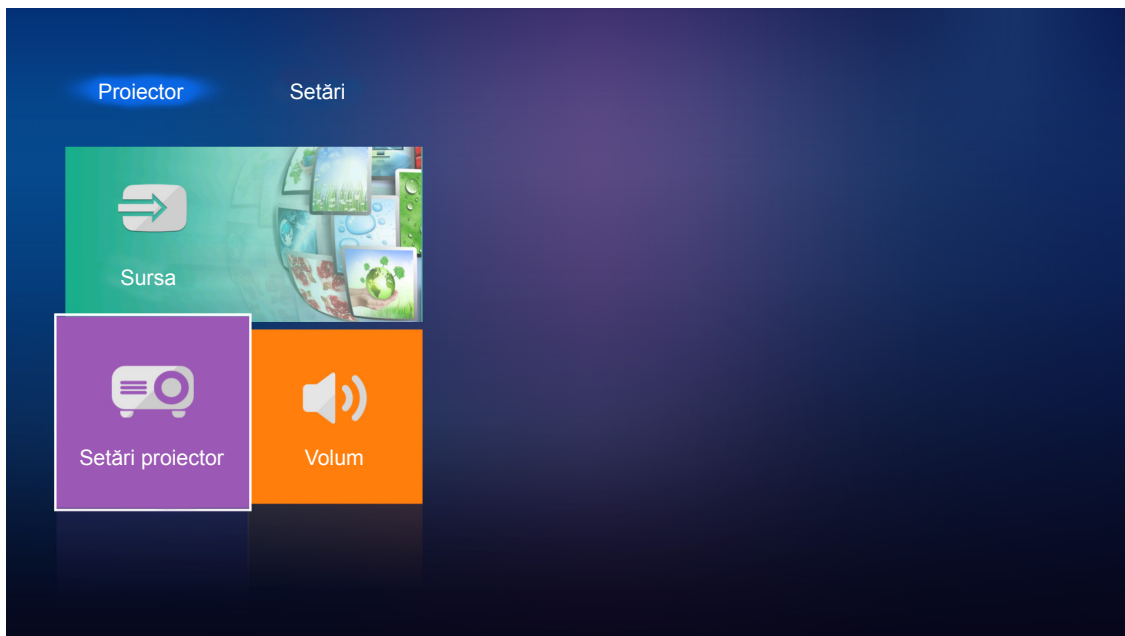 Proiector
Setări
Sursa
Setări proiector
Volum